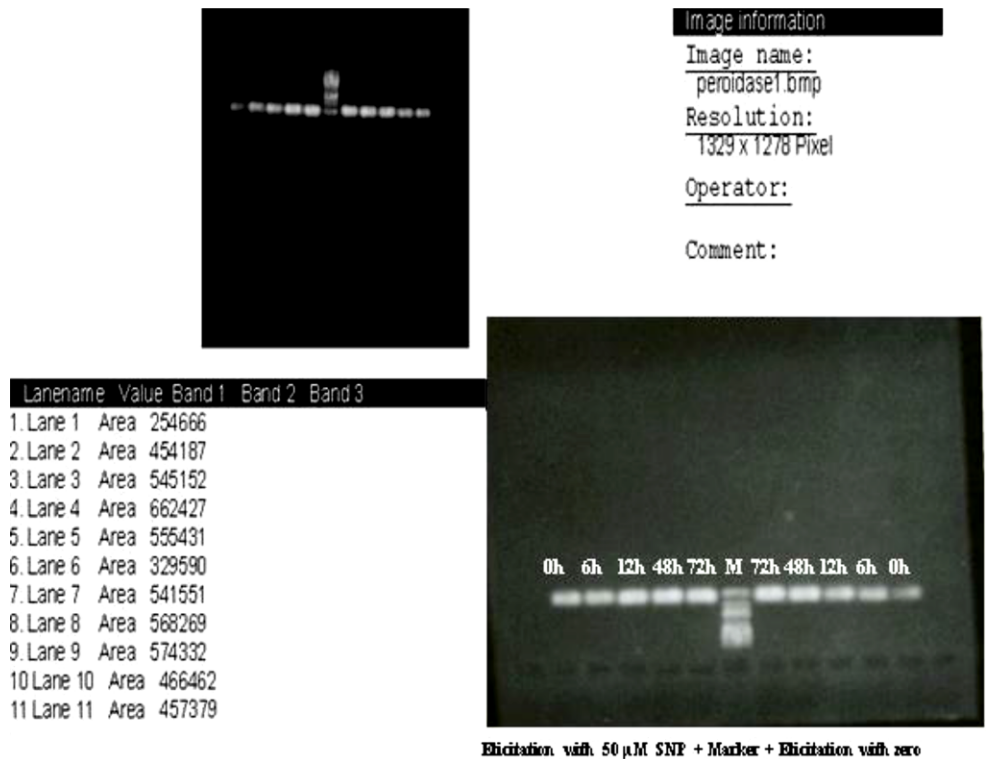 Image information
Image name:
peroidase1.bmp
Resolution:
1329 x 1278 Pixel
Operator:
Comment:
Lanename Value Band 1 Band 2 Band 3
1. Lane 1 Area 254666
2. Lane 2 Area 454187
3. Lane 3 Area 545152
4. Lane 4 Area 662427
5. Lane 5 Area 555431
6. Lane 6 Area 329590
7. Lane 7 Area 541551
8. Lane 8 Area 568269
9. Lane 9 Area 574332
10 Lane 10 Area 466462
11 Lane 11 Area 457379
0h 6h 12h 48h 72h M 72h 48h 12h 6h 0h
Elicitation with 50 µM SNP + Marker + Elicitation with zero